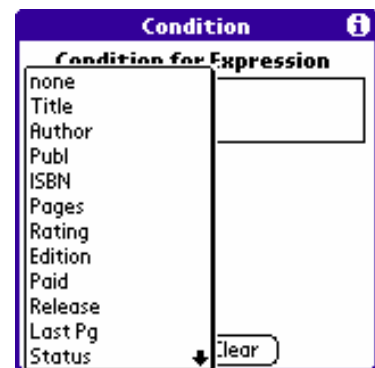 Condition
Condition for Expression
none
Title
Author
Publ
ISBN
Pages
Rating
Edition
Paid
Release
Last Pg
Status
Clear